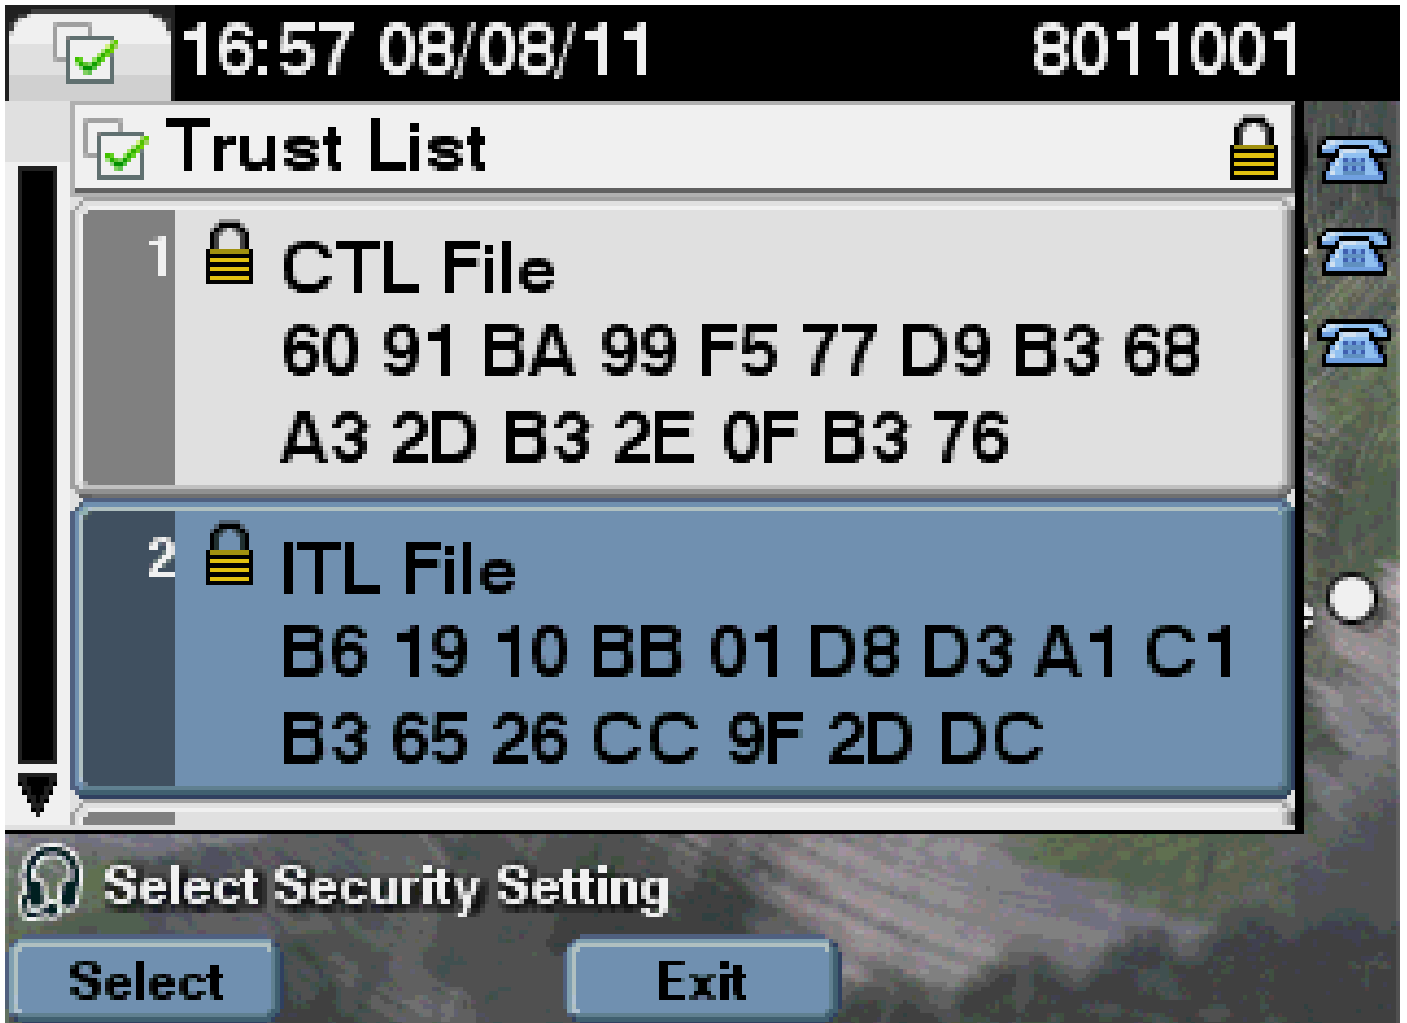 16:57 08/08/11 8011001
Trust List
1 CTL File
60 91 BA 99 F5 77 D9 B3 68
A3 2D B3 2E 0F B3 76
2 ITL File
B6 19 10 BB 01 D8 D3 A1 C1
B3 65 26 CC 9F 2D DC
Select Security Setting
Select Exit